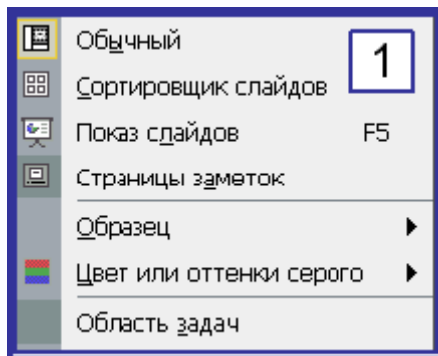 Обычный
1
Сортировщик слайдов
Показ слайдов F5
Страницы заметок
Образец
Цвет или оттенки серого
Область задач